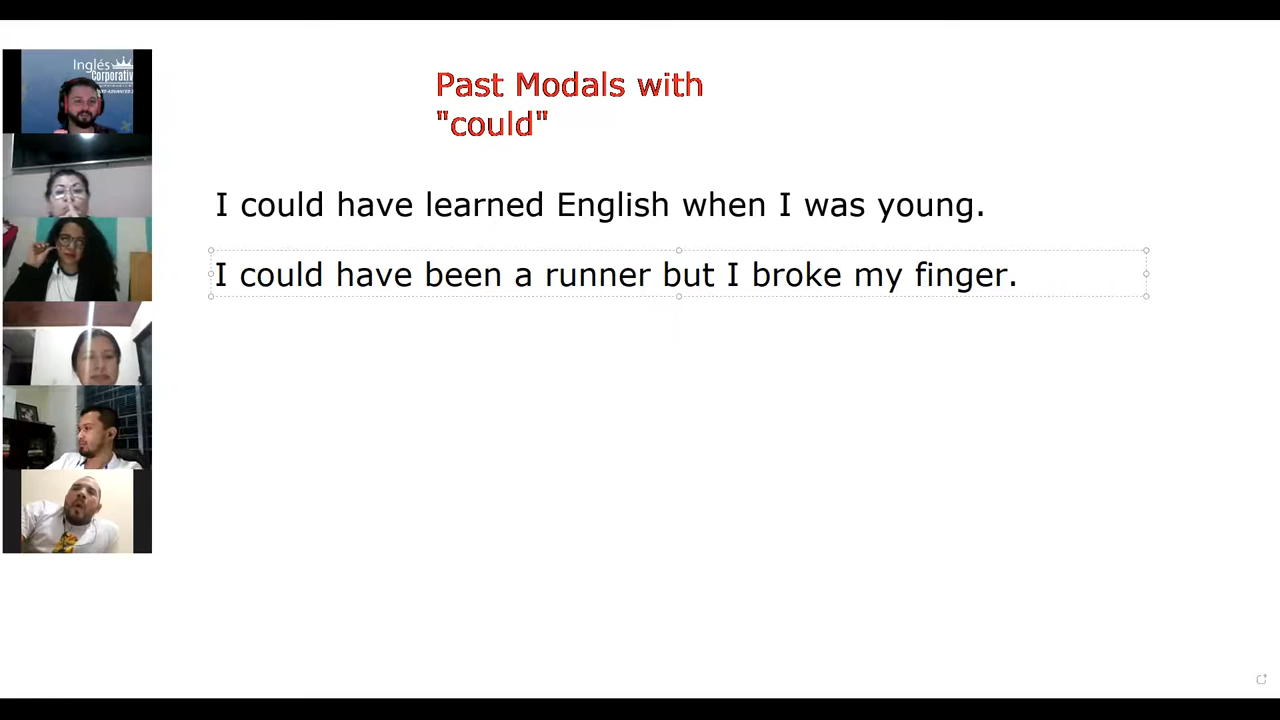 Inglés
Corporativ
Past Modals with
"could"
I could have learned English when I was young.
I could have been a runner but I broke my finger.